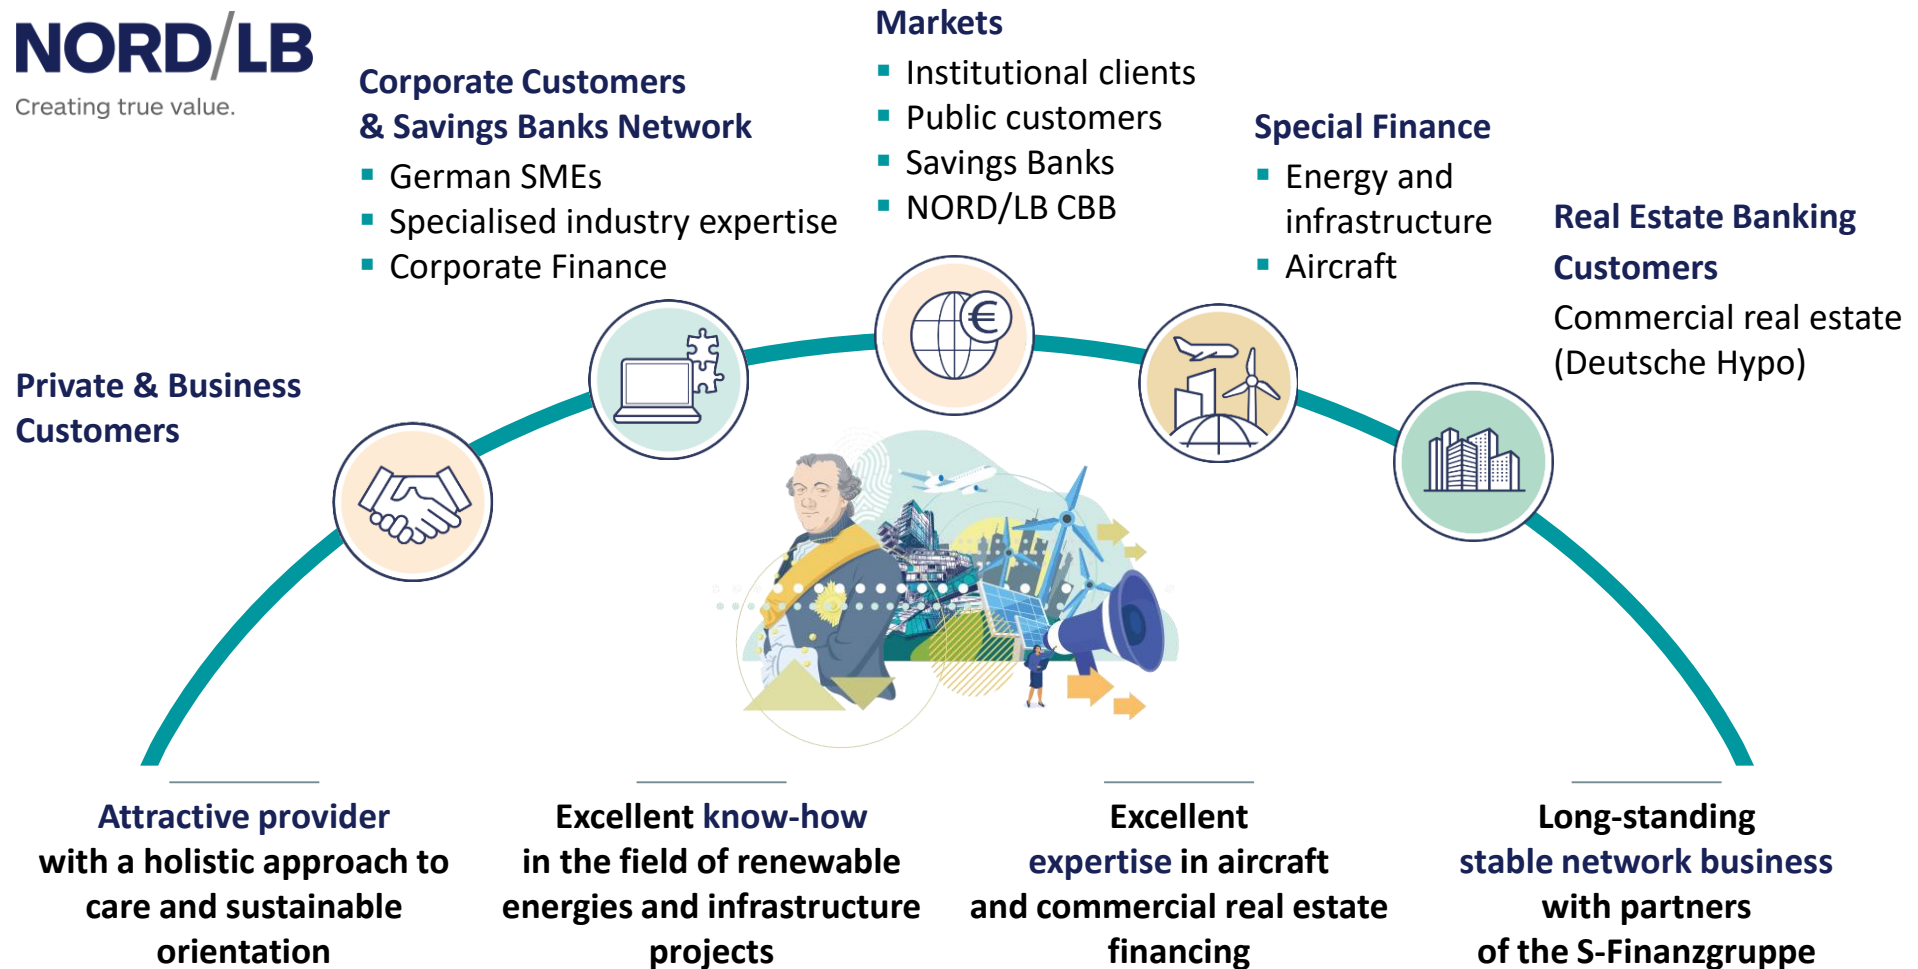 NORD/LB
Creating true value.
Private & Business
Customers
Corporate Customers
& Savings Banks Network
▪ German SMEs
▪ Specialised industry expertise
▪ Corporate Finance
Markets
▪ Institutional clients
▪ Public customers
▪ Savings Banks
▪ NORD/LB CBB
Special Finance
▪ Energy and
infrastructure
▪ Aircraft
Real Estate Banking
Customers
Commercial real estate
(Deutsche Hypo)
€
Attractive provider
with a holistic approach to
care and sustainable
orientation
Excellent know-how
in the field of renewable
energies and infrastructure
projects
Excellent
expertise in aircraft
and commercial real estate
financing
Long-standing
stable network business
with partners
of the S-Finanzgruppe